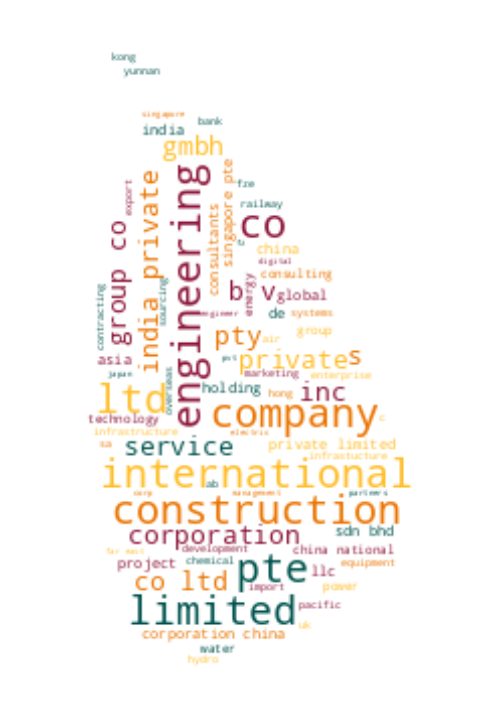 kong
yunnan
singapore
bank
india
gmbh
engineering
india private
singapore pte
consultants
export
group co
fze
railway
co
china
digital
consulting
energy
b v
global
contracting
sourcing
engineer
de
systems
group
pty
air
asia
japan
overseas
pvt
private
s
marketing
enterprise
holding
hong
inc
ltd
company
c
technology
infrastructure
electric
sa
service
private limited
infrastructure
international
ab
corp
management
partners
construction
corporation
sdn bhd
far east
development
china national
project
chemical
pte
llc
equipment
co ltd
import
power
limited
pacific
uk
corporation china
water
hydro